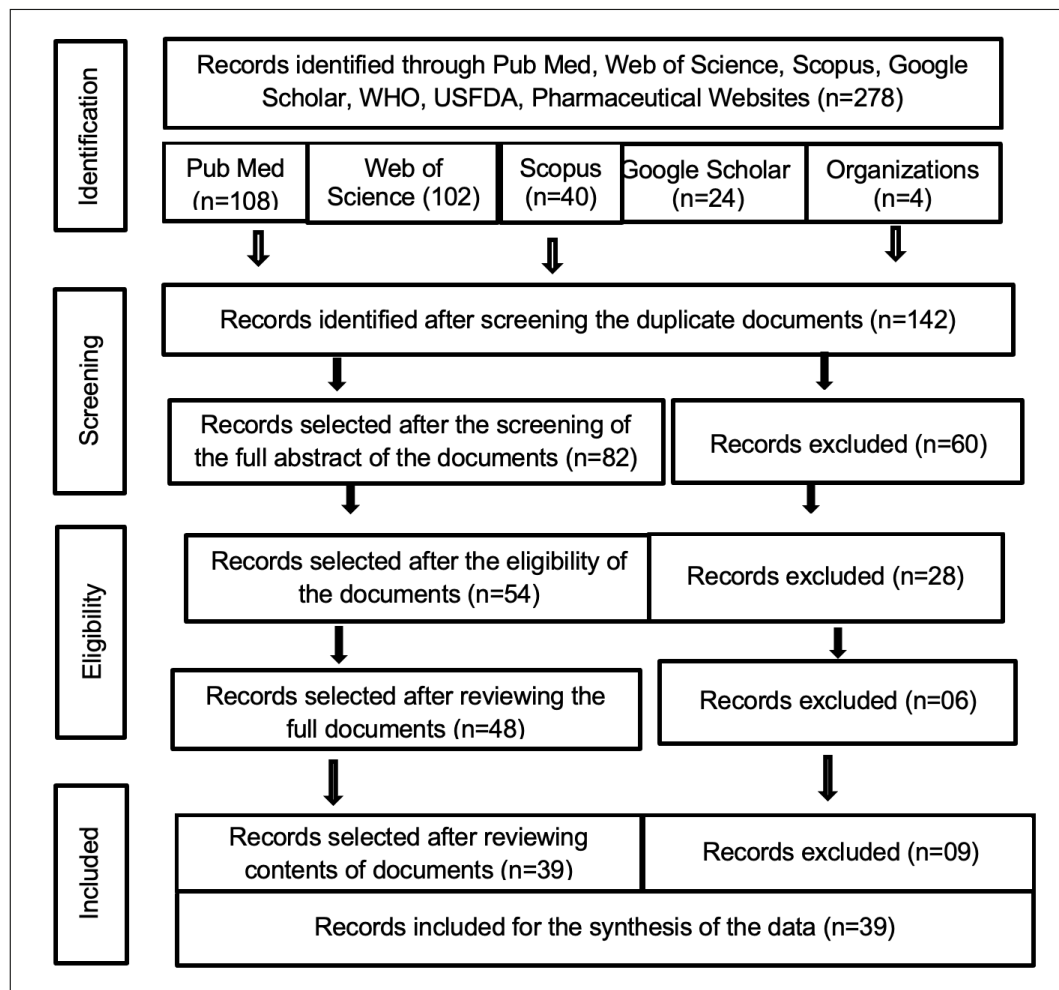 Identification
Records identified through Pub Med, Web of Science, Scopus, Google
Scholar, WHO, USFDA, Pharmaceutical Websites (n=278)
Pub Med
(n=108)
Web of
Science (102)
Scopus
(n=40)
Google Scholar
(n=24)
Organizations
(n=4)
Screening
Records identified after screening the duplicate documents (n=142)
Records selected after the screening of
the full abstract of the documents (n=82)
Records excluded (n=60)
Eligibility
Records selected after the eligibility of
the documents (n=54)
Records excluded (n=28)
Records selected after reviewing the
full documents (n=48)
Records excluded (n=06)
Included
Records selected after reviewing
contents of documents (n=39)
Records excluded (n=09)
Records included for the synthesis of the data (n=39)